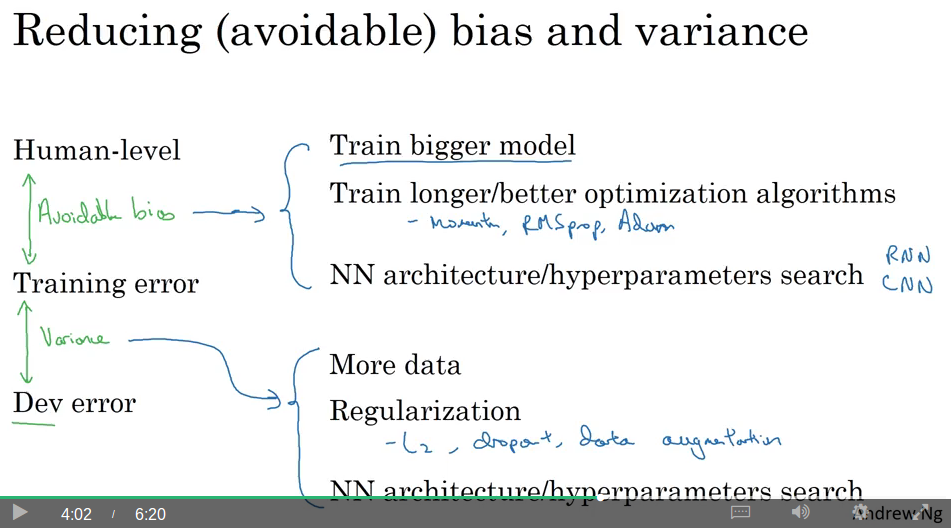 Reducing (avoidable) bias and variance
Human-level
Avoidable bias
Training error
Variance
Dev error
Train bigger model
Train longer/better optimization algorithms
- Momentum, RMSprop, Adam
NN architecture/hyperparameters search
RNN
CNN
More data
Regularization
- L2, dropout, data augmentation
NN architecture/hyperparameters search
4:02 / 6:20
Andrew Ng